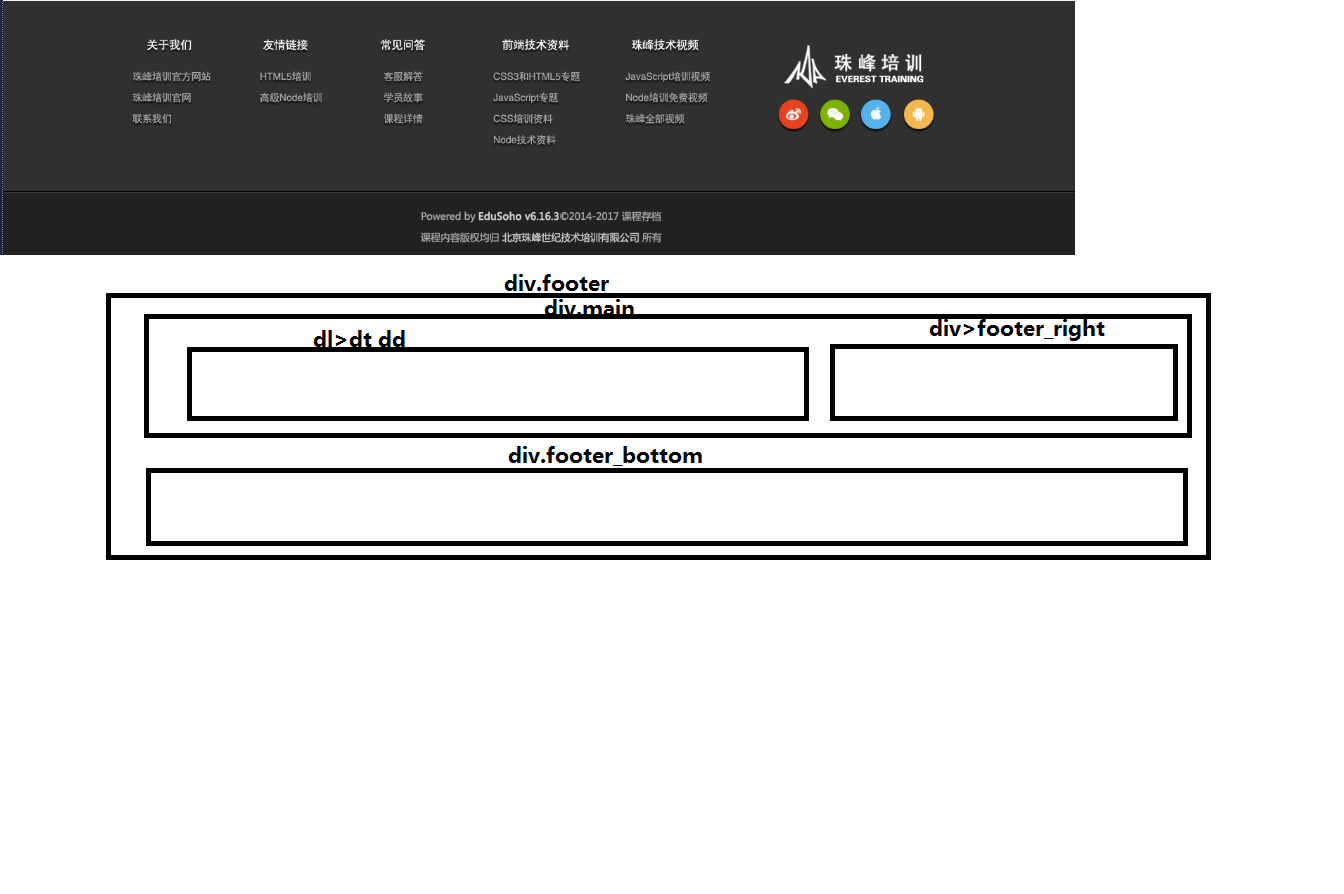 关于我们 友情链接 常见问答 前端技术资料 珠峰技术视频
珠峰培训官方网站 HTML5培训 客服解答 CSS3和HTML5专题 JavaScript培训视频
珠峰培训官网 高级Node培训 学员故事 JavaScript专题 Node培训免费视频
联系我们 课程详情 CSS培训资料 珠峰全部视频
Node技术资料
珠峰培训
EVEREST TRAINING
Powered by EduSoho v6.16.3©2014-2017 课程存档
课程内容版权均归 北京珠峰世纪技术培训有限公司 所有
div.footer
div.main
dl>dt dd
div>footer_right
div.footer_bottom